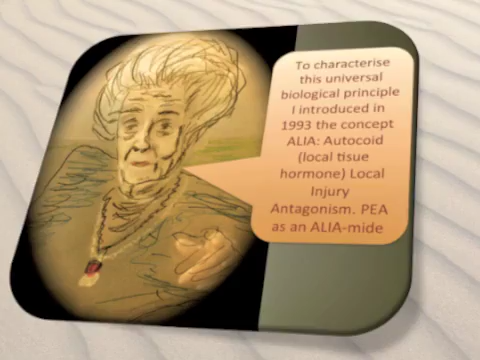 To characterise
this universal
biological principle
I introduced in
1993 the concept
ALIA: Autocoid
(local tisue
hormone) Local
Injury
Antagonism. PEA
as an ALIA-mide